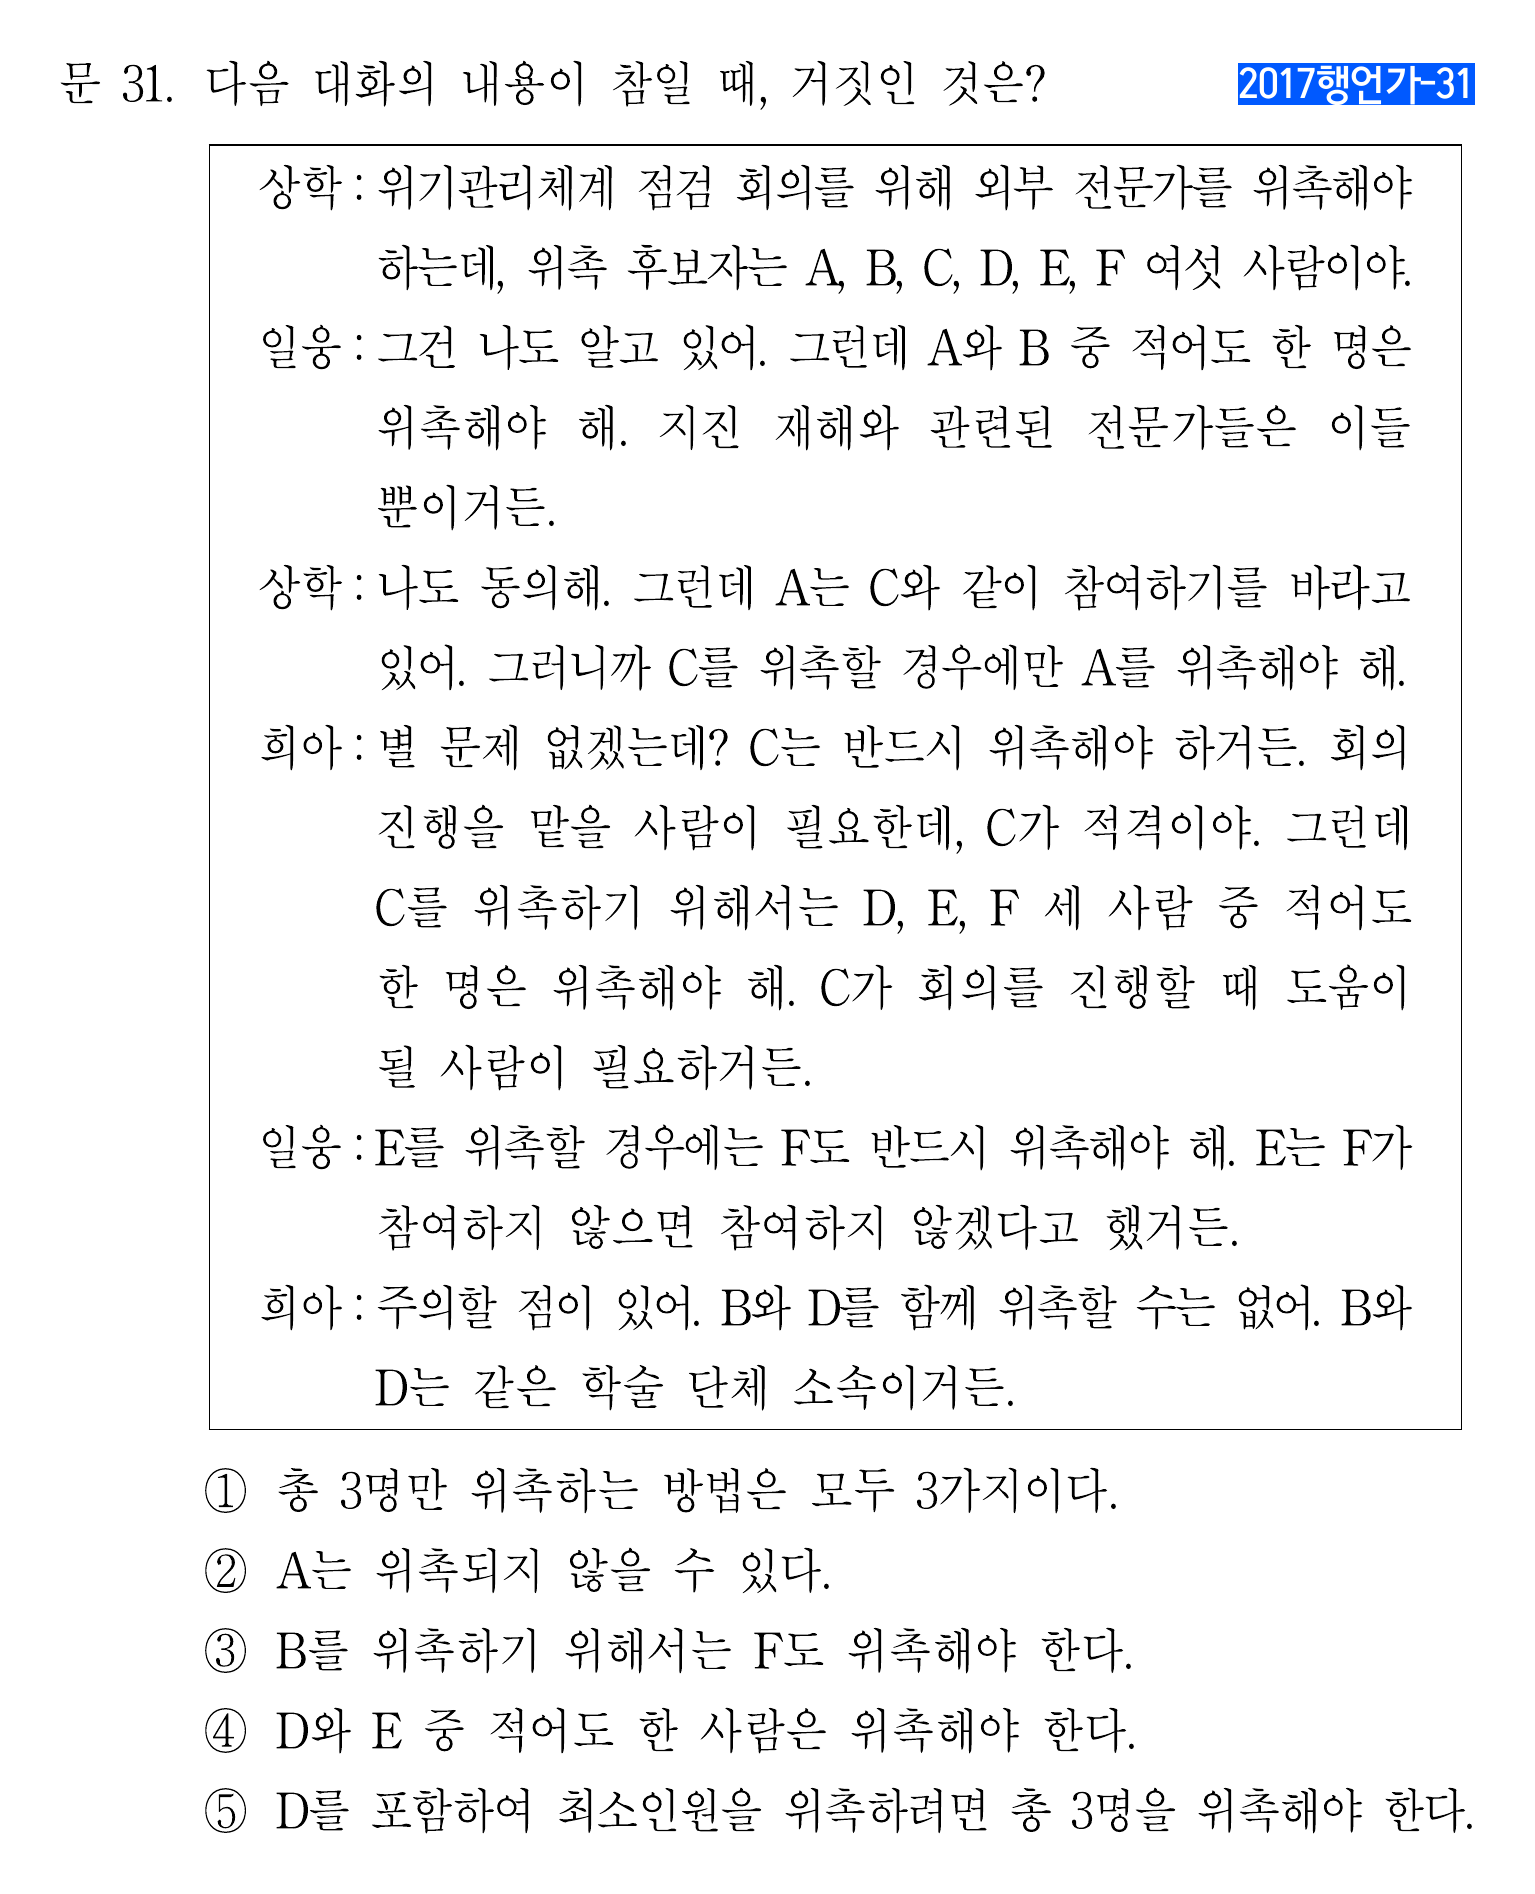 문 31. 다음 대화의 내용이 참일 때, 거짓인 것은?
2017행언가-31
상학 : 위기관리체계 점검 회의를 위해 외부 전문가를 위촉해야
하는데, 위촉 후보자는 A, B, C, D, E, F 여섯 사람이야.
일웅 : 그건 나도 알고 있어. 그런데 A와 B 중 적어도 한 명은
위촉해야 해. 지진 재해와 관련된 전문가들은 이들
뿐이거든.
상학 : 나도 동의해. 그런데 A는 C와 같이 참여하기를 바라고
있어. 그러니까 C를 위촉할 경우에만 A를 위촉해야 해.
희아 : 별 문제 없겠는데? C는 반드시 위촉해야 하거든. 회의
진행을 맡을 사람이 필요한데, C가 적격이야. 그런데
C를 위촉하기 위해서는 D, E, F 세 사람 중 적어도
한 명은 위촉해야 해. C가 회의를 진행할 때 도움이
될 사람이 필요하거든.
일웅 : E를 위촉할 경우에는 F도 반드시 위촉해야 해. E는 F가
참여하지 않으면 참여하지 않겠다고 했거든.
희아 : 주의할 점이 있어. B와 D를 함께 위촉할 수는 없어. B와
D는 같은 학술 단체 소속이거든.
① 총 3명만 위촉하는 방법은 모두 3가지이다.
② A는 위촉되지 않을 수 있다.
③ B를 위촉하기 위해서는 F도 위촉해야 한다.
④ D와 E 중 적어도 한 사람은 위촉해야 한다.
⑤ D를 포함하여 최소인원을 위촉하려면 총 3명을 위촉해야 한다.